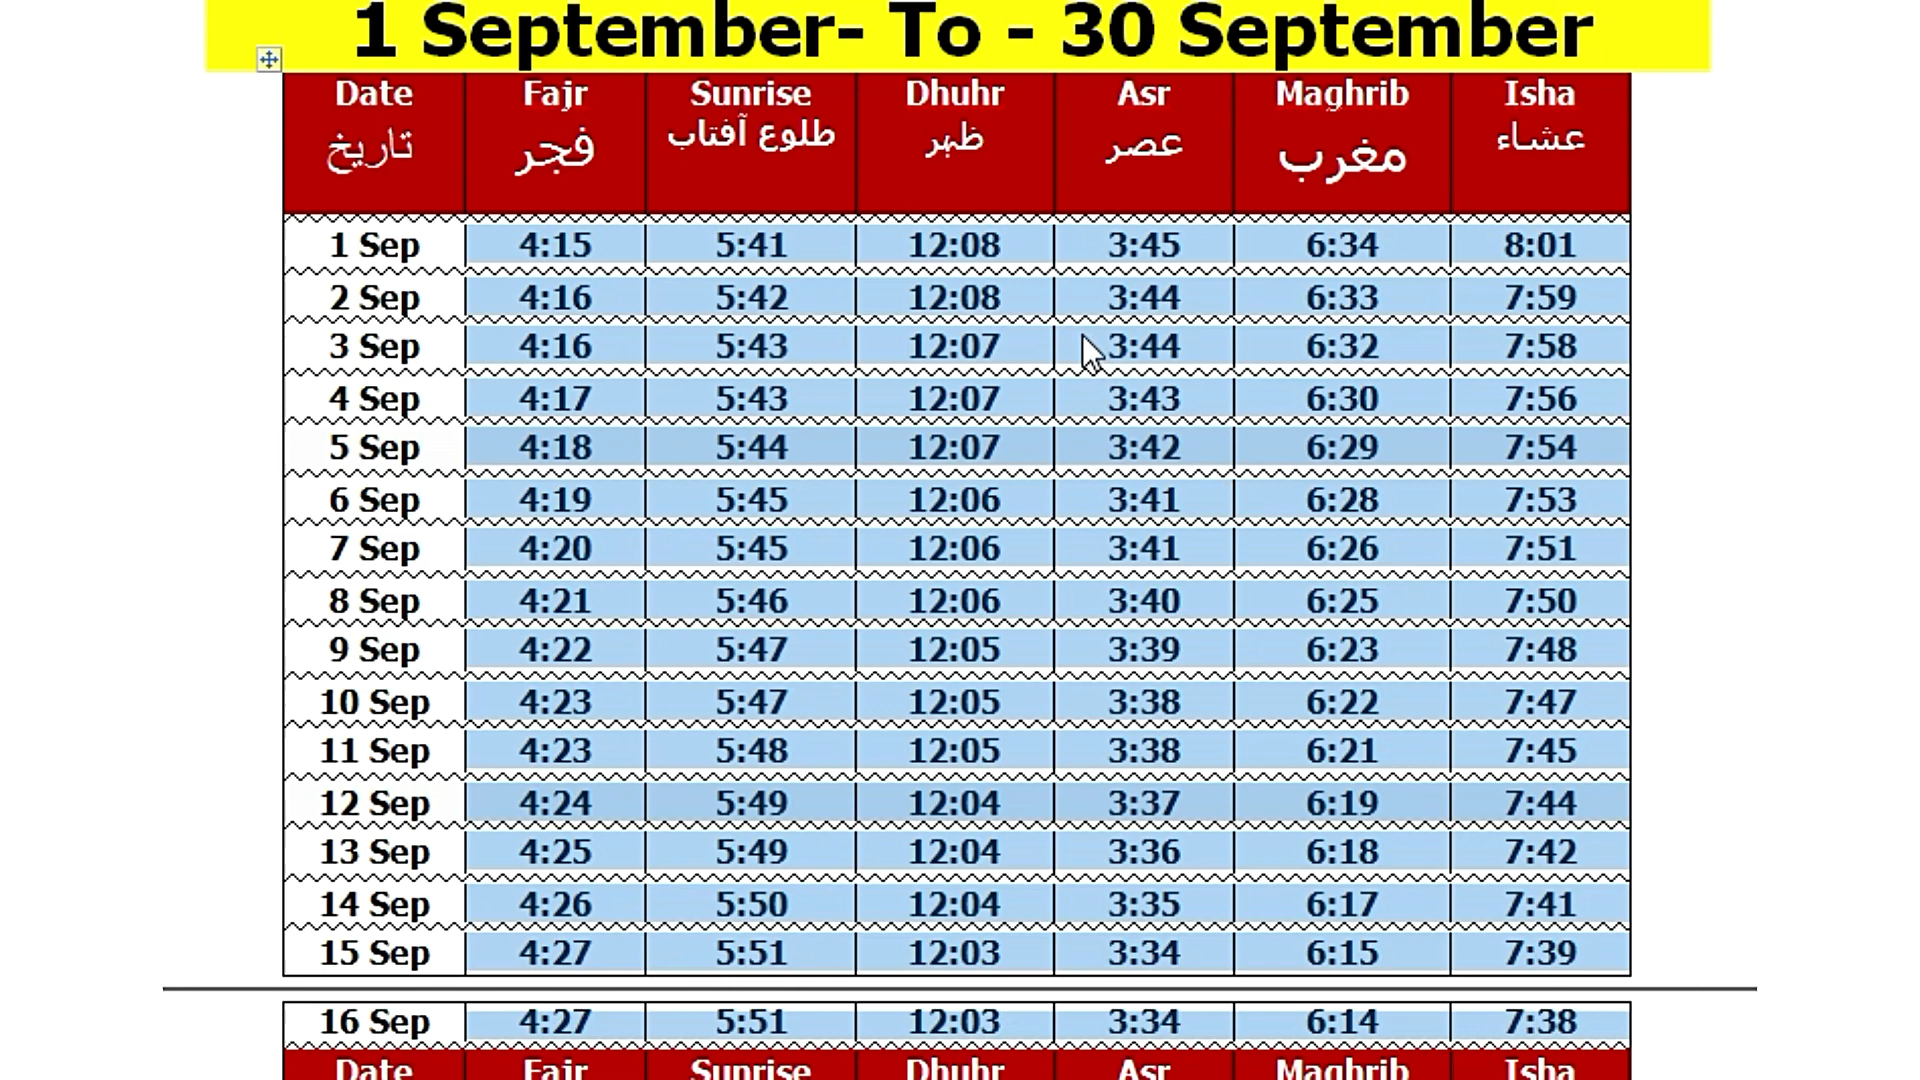 1 September- To - 30 September
Date Fajr Sunrise Dhuhr Asr Maghrib Isha
تاریخ فجر طلوع آفتاب ظہر عصر مغرب عشاء
1 Sep 4:15 5:41 12:08 3:45 6:34 8:01
2 Sep 4:16 5:42 12:08 3:44 6:33 7:59
3 Sep 4:16 5:43 12:07 3:44 6:32 7:58
4 Sep 4:17 5:43 12:07 3:43 6:30 7:56
5 Sep 4:18 5:44 12:07 3:42 6:29 7:54
6 Sep 4:19 5:45 12:06 3:41 6:28 7:53
7 Sep 4:20 5:45 12:06 3:41 6:26 7:51
8 Sep 4:21 5:46 12:06 3:40 6:25 7:50
9 Sep 4:22 5:47 12:05 3:39 6:23 7:48
10 Sep 4:23 5:47 12:05 3:38 6:22 7:47
11 Sep 4:23 5:48 12:05 3:38 6:21 7:45
12 Sep 4:24 5:49 12:04 3:37 6:19 7:44
13 Sep 4:25 5:49 12:04 3:36 6:18 7:42
14 Sep 4:26 5:50 12:04 3:35 6:17 7:41
15 Sep 4:27 5:51 12:03 3:34 6:15 7:39
16 Sep 4:27 5:51 12:03 3:34 6:14 7:38
Date Fajr Sunrise Dhuhr Asr Maghrib Isha